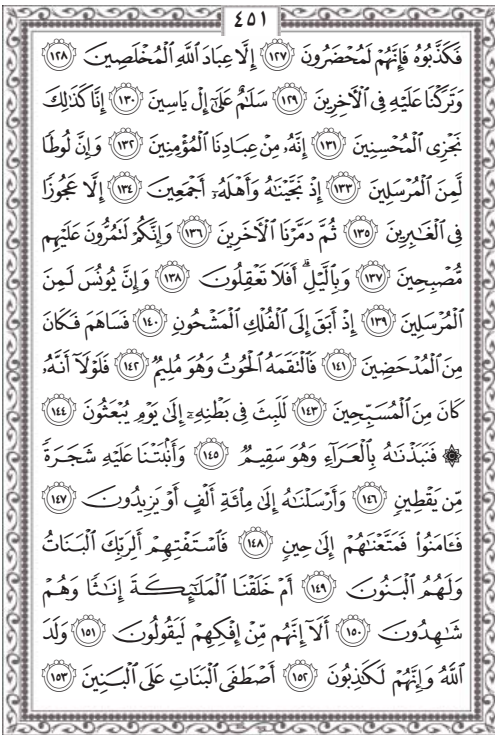 ٤٥١
فَكَذَّبُوهُ فَإِنَّهُمْ لَمُحْضَرُونَ ١٢٧ إِلَّا عِبَادَ ٱللَّهِ ٱلْمُخْلَصِينَ ١٢٨
وَتَرَكْنَا عَلَيْهِ فِي ٱلْآخِرِينَ ١٢٩ سَلَٰمٌ عَلَىٰٓ إِلْ يَاسِينَ ١٣٠ إِنَّا كَذَٰلِكَ
نَجْزِي ٱلْمُحْسِنِينَ ١٣١ إِنَّهُۥ مِنْ عِبَادِنَا ٱلْمُؤْمِنِينَ ١٣٢ وَإِنَّ لُوطًا
لَّمِنَ ٱلْمُرْسَلِينَ ١٣٣ إِذْ نَجَّيْنَٰهُ وَأَهْلَهُۥٓ أَجْمَعِينَ ١٣٤ إِلَّا عَجُوزًا
فِي ٱلْغَٰبِرِينَ ١٣٥ ثُمَّ دَمَّرْنَا ٱلْآخَرِينَ ١٣٦ وَإِنَّكُمْ لَتَمُرُّونَ عَلَيْهِم
مُّصْبِحِينَ ١٣٧ وَبِٱلَّيْلِ ۗ أَفَلَا تَعْقِلُونَ ١٣٨ وَإِنَّ يُونُسَ لَمِنَ
ٱلْمُرْسَلِينَ ١٣٩ إِذْ أَبَقَ إِلَى ٱلْفُلْكِ ٱلْمَشْحُونِ ١٤٠ فَسَاهَمَ فَكَانَ
مِنَ ٱلْمُدْحَضِينَ ١٤١ فَٱلْتَقَمَهُ ٱلْحُوتُ وَهُوَ مُلِيمٌ ١٤٢ فَلَوْلَآ أَنَّهُۥ
كَانَ مِنَ ٱلْمُسَبِّحِينَ ١٤٣ لَلَبِثَ فِي بَطْنِهِۦٓ إِلَىٰ يَوْمِ يُبْعَثُونَ ١٤٤
۞ فَنَبَذْنَٰهُ بِٱلْعَرَآءِ وَهُوَ سَقِيمٌ ١٤٥ وَأَنۢبَتْنَا عَلَيْهِ شَجَرَةً
مِّن يَقْطِينٍ ١٤٦ وَأَرْسَلْنَٰهُ إِلَىٰ مِا۟ئَةِ أَلْفٍ أَوْ يَزِيدُونَ ١٤٧
فَـَٔامَنُوا۟ فَمَتَّعْنَٰهُمْ إِلَىٰ حِينٍ ١٤٨ فَٱسْتَفْتِهِمْ أَلِرَبِّكَ ٱلْبَنَاتُ
وَلَهُمُ ٱلْبَنُونَ ١٤٩ أَمْ خَلَقْنَا ٱلْمَلَٰٓئِكَةَ إِنَٰثًا وَهُمْ
شَٰهِدُونَ ١٥٠ أَلَآ إِنَّهُم مِّنْ إِفْكِهِمْ لَيَقُولُونَ ١٥١ وَلَدَ
ٱللَّهُ وَإِنَّهُمْ لَكَٰذِبُونَ ١٥٢ أَصْطَفَى ٱلْبَنَاتِ عَلَى ٱلْبَنِينَ ١٥٣